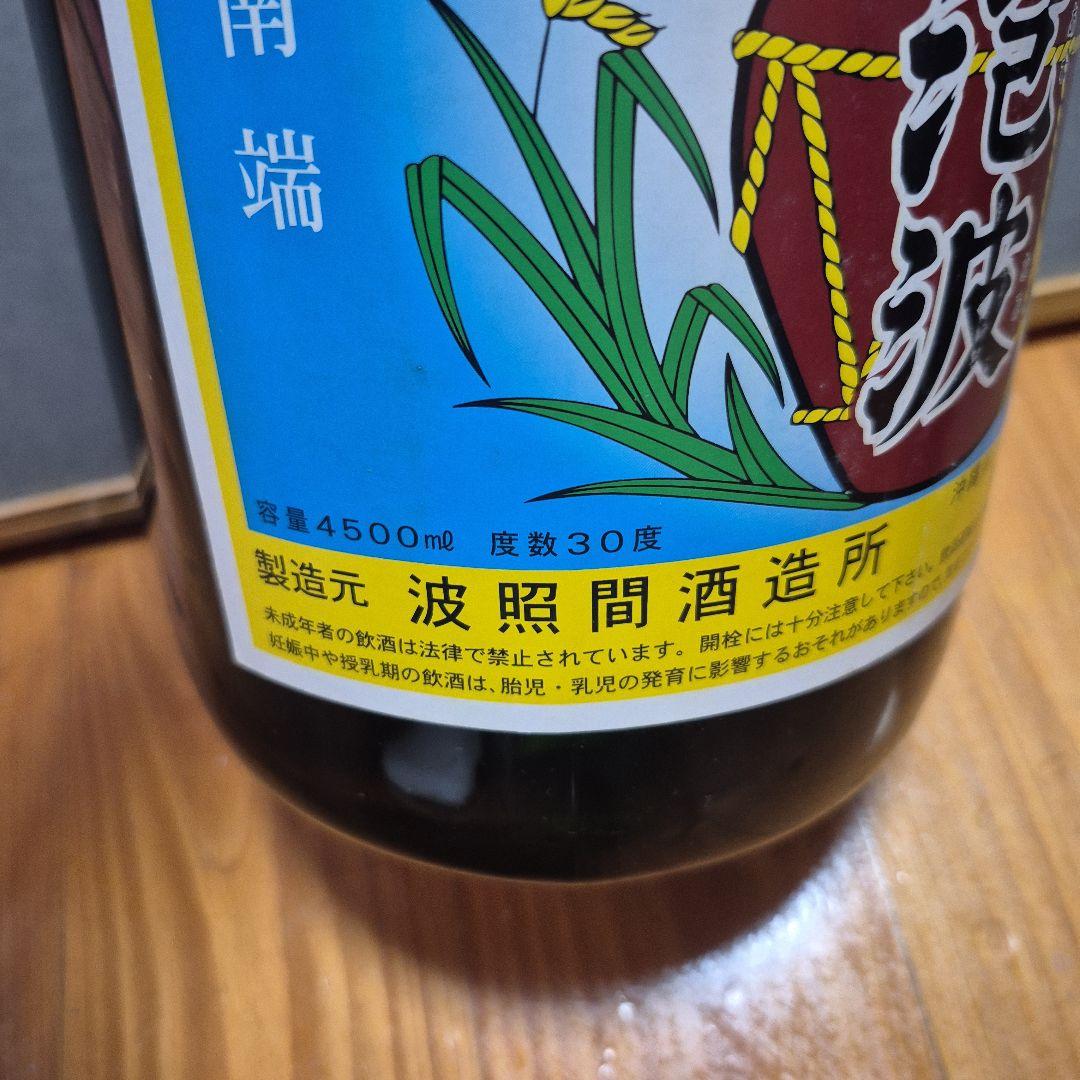 泡波
南端
容量4500㎖ 度数30度
製造元 波照間酒造所
未成年者の飲酒は法律で禁止されています。開栓には十分注意して下さい。
妊娠中や授乳期の飲酒は、胎児・乳児の発育に影響するおそれがありますので、